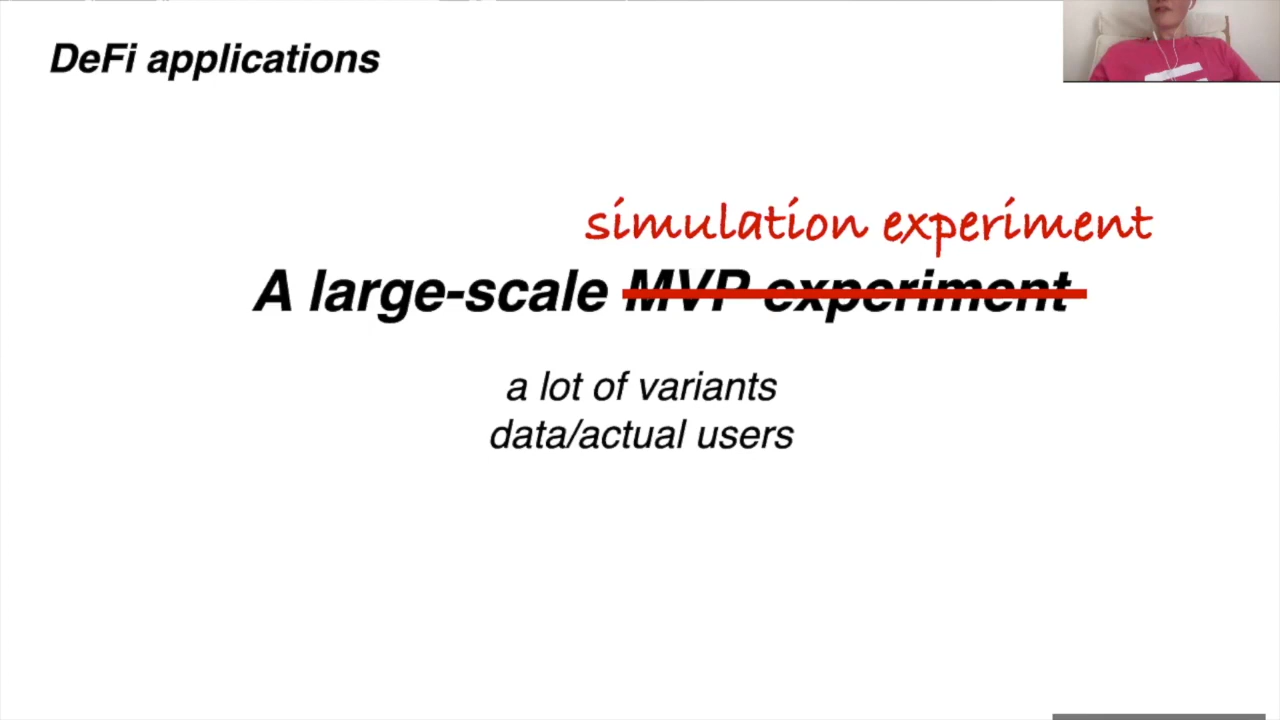 DeFi applications
simulation experiment
A large-scale MVP experiment
a lot of variants
data/actual users